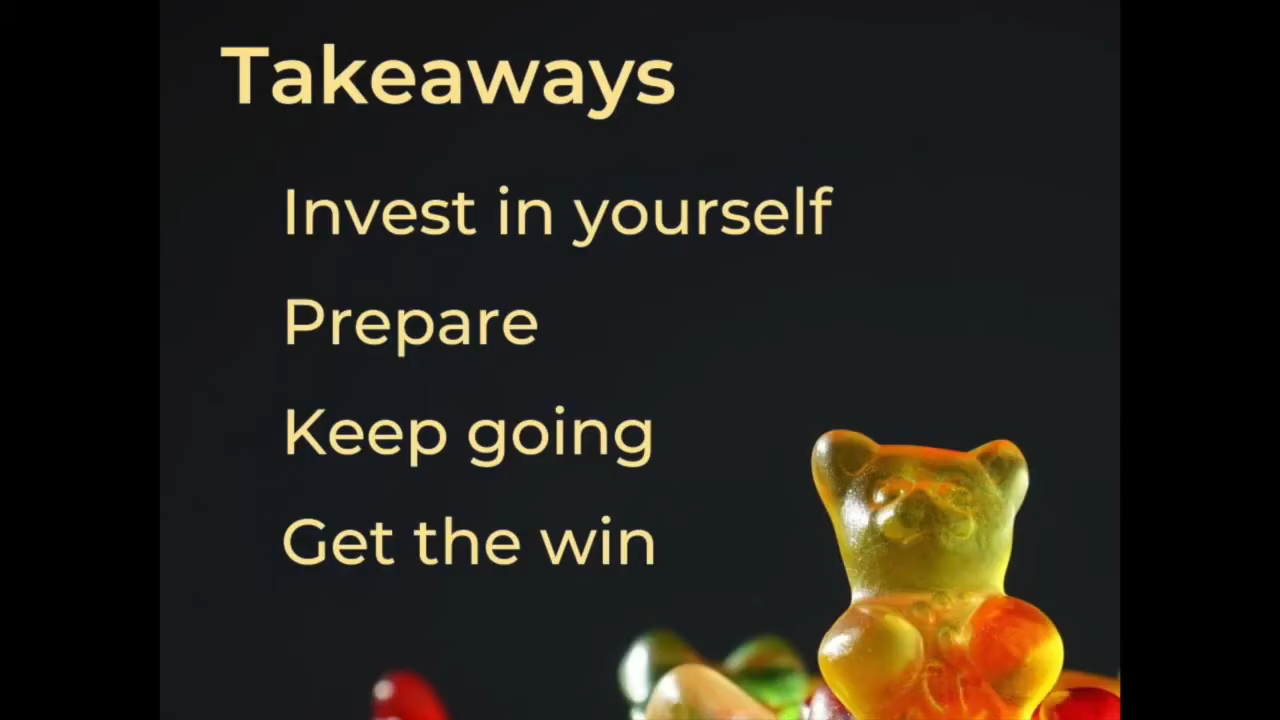 Takeaways
Invest in yourself
Prepare
Keep going
Get the win